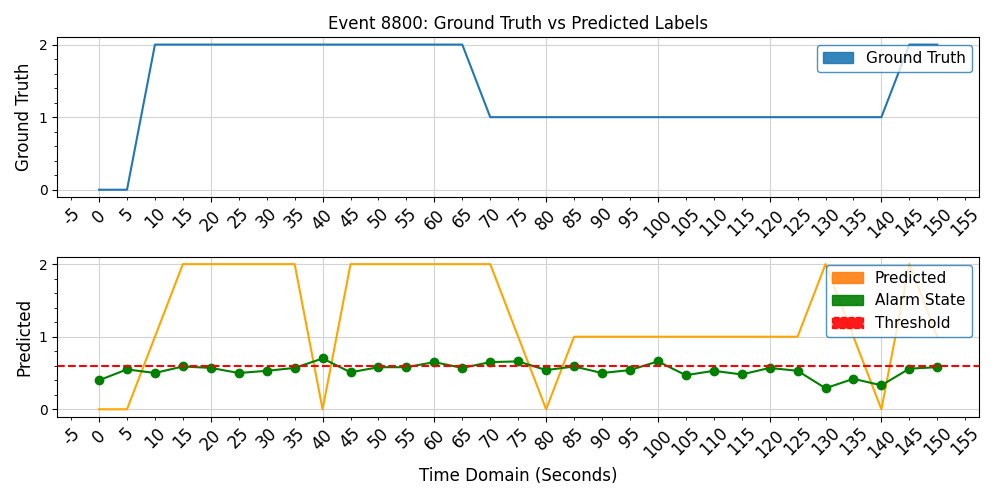 Event 8800: Ground Truth vs Predicted Labels
Ground Truth
2
1
0
Ground Truth
-5 0 5 10 15 20 25 30 35 40 45 50 55 60 65 70 75 80 85 90 95 100 105 110 115 120 125 130 135 140 145 150 155
Predicted
2
1
0
Predicted
Alarm State
Threshold
-5 0 5 10 15 20 25 30 35 40 45 50 55 60 65 70 75 80 85 90 95 100 105 110 115 120 125 130 135 140 145 150 155
Time Domain (Seconds)